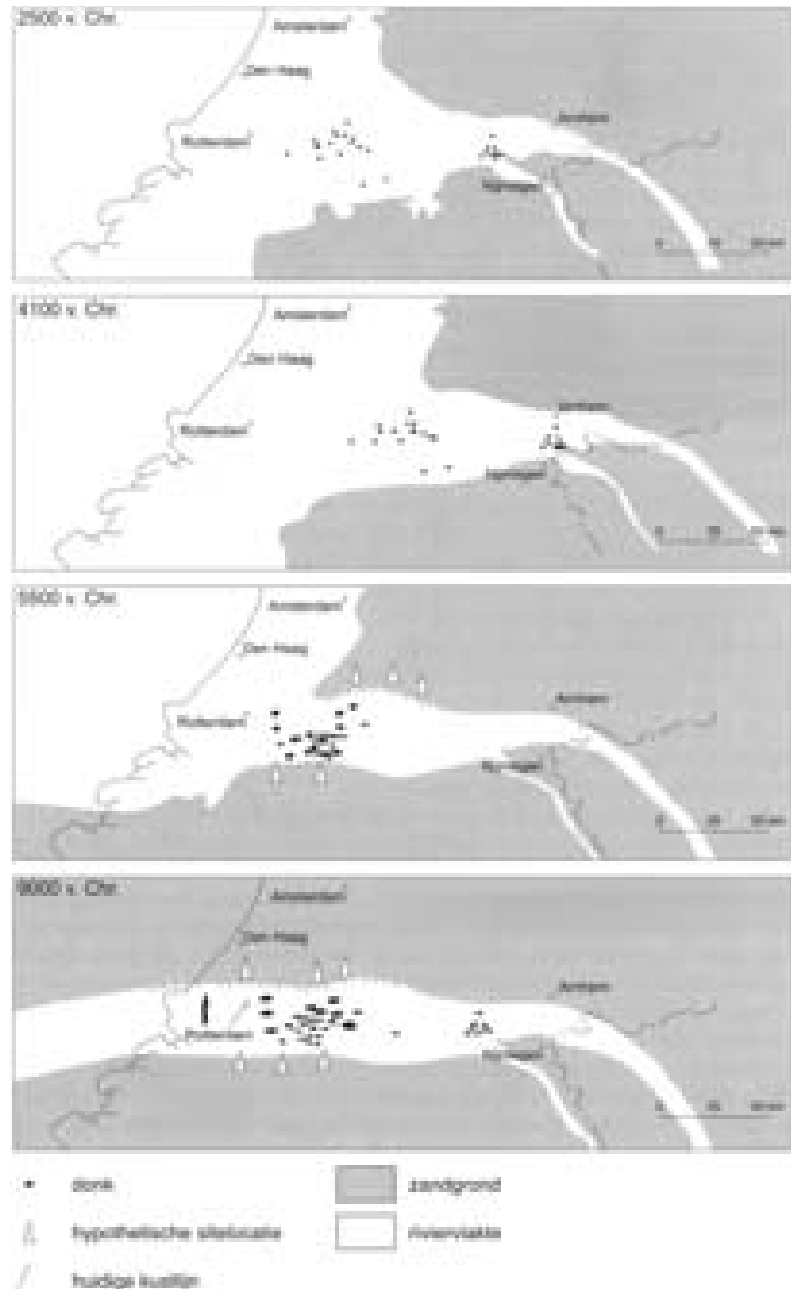 2500 v. Chr.
Amsterdam
Den Haag
Rotterdam
Arnhem
Nijmegen
4100 v. Chr.
Amsterdam
Den Haag
Rotterdam
Arnhem
Nijmegen
5500 v. Chr.
Amsterdam
Den Haag
Rotterdam
Arnhem
Nijmegen
9000 v. Chr.
Amsterdam
Den Haag
Rotterdam
Arnhem
Nijmegen
donk
zandgrond
hypothetische sitelocatie
riviervlakte
huidige kustlijn